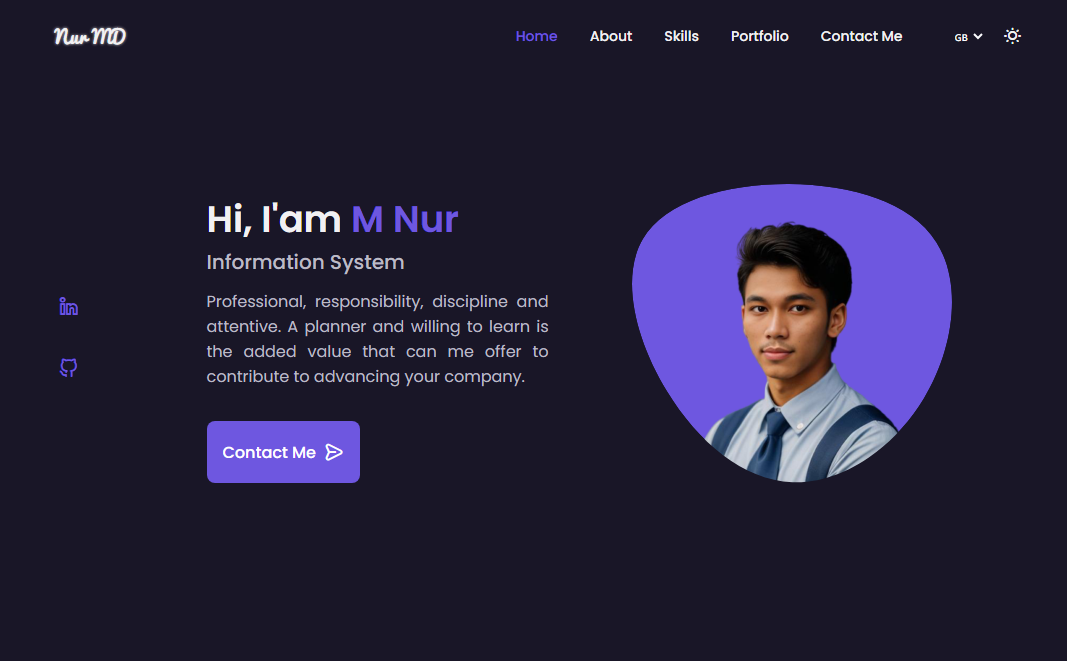 Nur MD
Home About Skills Portfolio Contact Me GB
Hi, I'am M Nur
Information System
Professional, responsibility, discipline and
attentive. A planner and willing to learn is
the added value that can me offer to
contribute to advancing your company.
Contact Me